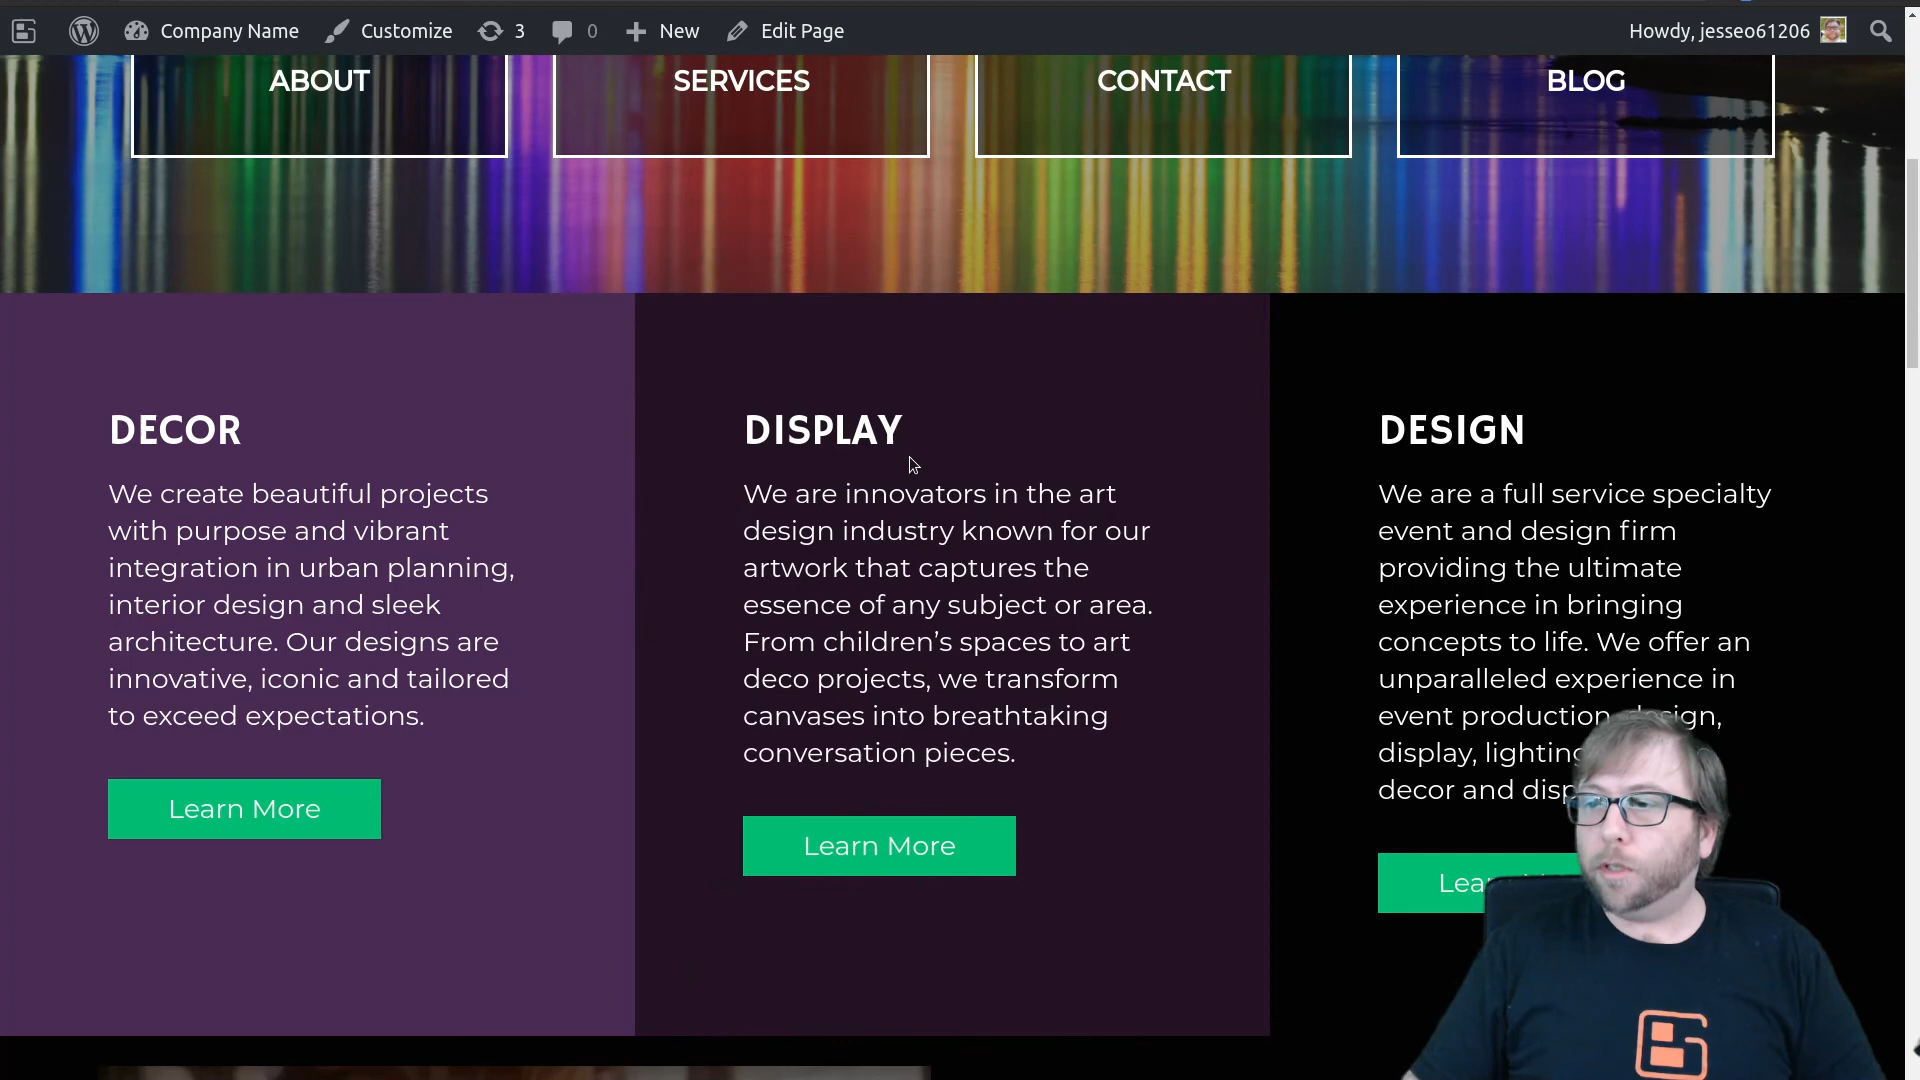 Company Name Customize 3 0 New Edit Page Howdy, jesseo61206
ABOUT SERVICES CONTACT BLOG
DECOR
We create beautiful projects
with purpose and vibrant
integration in urban planning,
interior design and sleek
architecture. Our designs are
innovative, iconic and tailored
to exceed expectations.
Learn More
DISPLAY
We are innovators in the art
design industry known for our
artwork that captures the
essence of any subject or area.
From children’s spaces to art
deco projects, we transform
canvases into breathtaking
conversation pieces.
Learn More
DESIGN
We are a full service specialty
event and design firm
providing the ultimate
experience in bringing
concepts to life. We offer an
unparalleled experience in
event production, design,
display, lighting
decor and